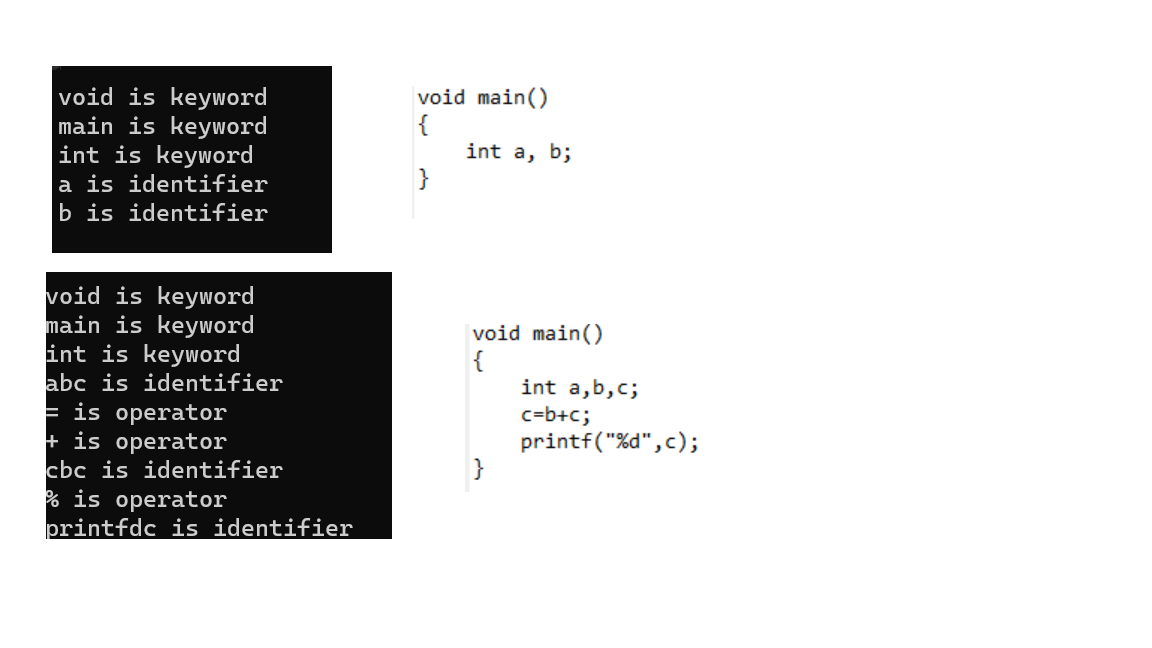 void is keyword
main is keyword
int is keyword
a is identifier
b is identifier
void main()
{
    int a, b;
}
void is keyword
main is keyword
int is keyword
abc is identifier
= is operator
+ is operator
cbc is identifier
% is operator
printfdc is identifier
void main()
{
    int a,b,c;
    c=b+c;
    printf("%d",c);
}